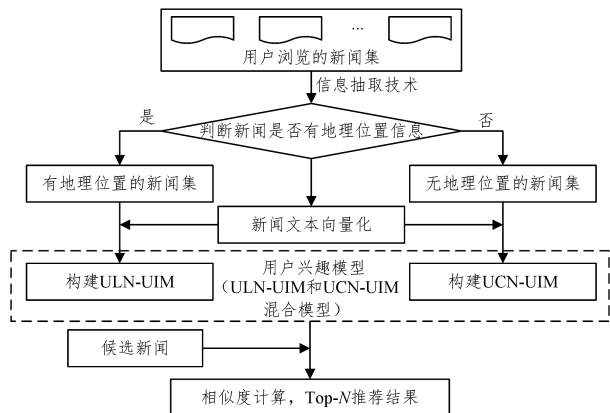 ...
用户浏览的新闻集
信息抽取技术
是
判断新闻是否有地理位置信息
否
有地理位置的新闻集
无地理位置的新闻集
新闻文本向量化
构建ULN-UIM
用户兴趣模型
（ULN-UIM和UCN-UIM
混合模型）
构建UCN-UIM
候选新闻
相似度计算，Top-N推荐结果